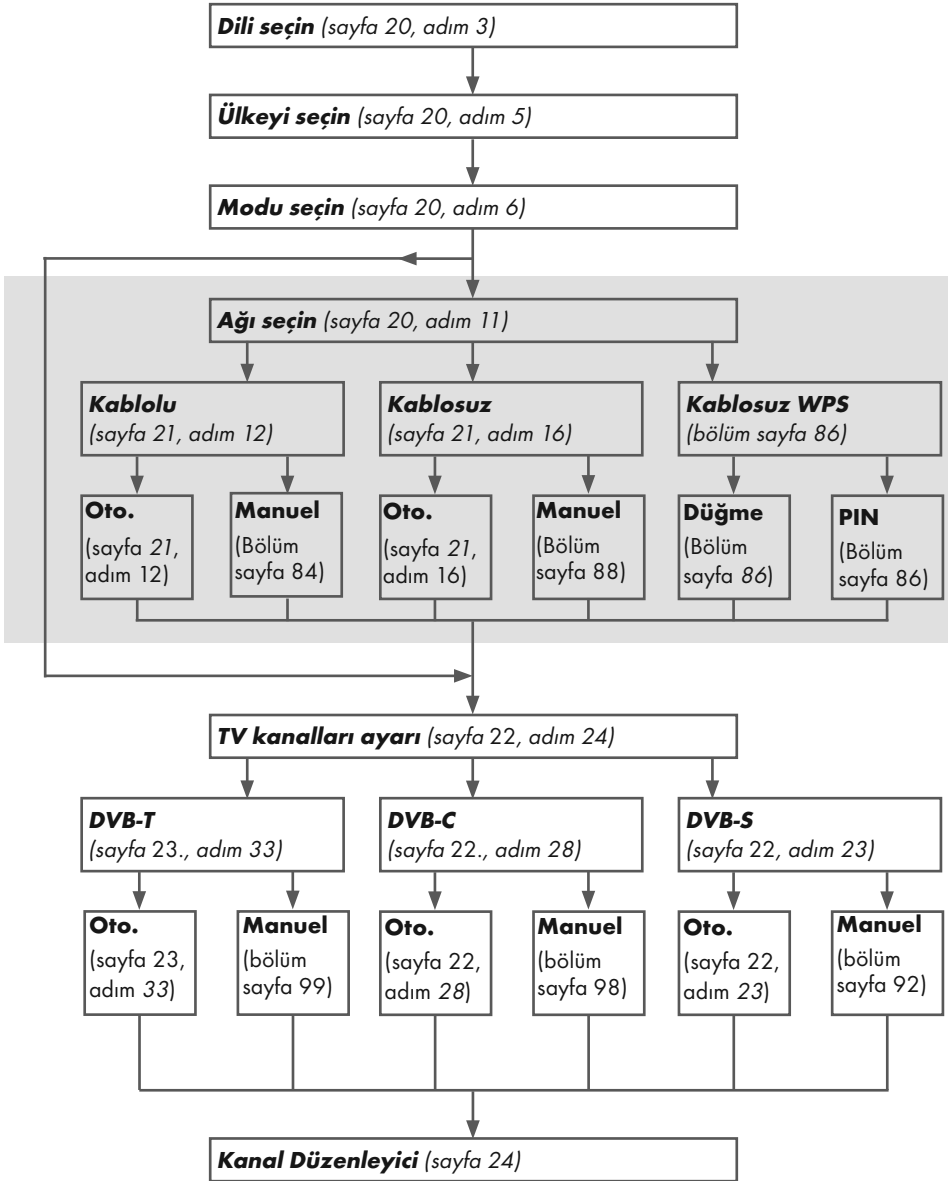 Dili seçin (sayfa 20, adım 3)
Ülkeyi seçin (sayfa 20, adım 5)
Modu seçin (sayfa 20, adım 6)
Ağı seçin (sayfa 20, adım 11)
Kablolu
(sayfa 21, adım 12)
Kablosuz
(sayfa 21, adım 16)
Kablosuz WPS
(bölüm sayfa 86)
Oto.
(sayfa 21,
adım 12)
Manuel
(Bölüm
sayfa 84)
Oto.
(sayfa 21,
adım 16)
Manuel
(Bölüm
sayfa 88)
Düğme
(Bölüm
sayfa 86)
PIN
(Bölüm
sayfa 86)
TV kanalları ayarı (sayfa 22, adım 24)
DVB-T
(sayfa 23., adım 33)
DVB-C
(sayfa 22., adım 28)
DVB-S
(sayfa 22, adım 23)
Oto.
(sayfa 23,
adım 33)
Manuel
(bölüm
sayfa 99)
Oto.
(sayfa 22,
adım 28)
Manuel
(bölüm
sayfa 98)
Oto.
(sayfa 22,
adım 23)
Manuel
(bölüm
sayfa 92)
Kanal Düzenleyici (sayfa 24)